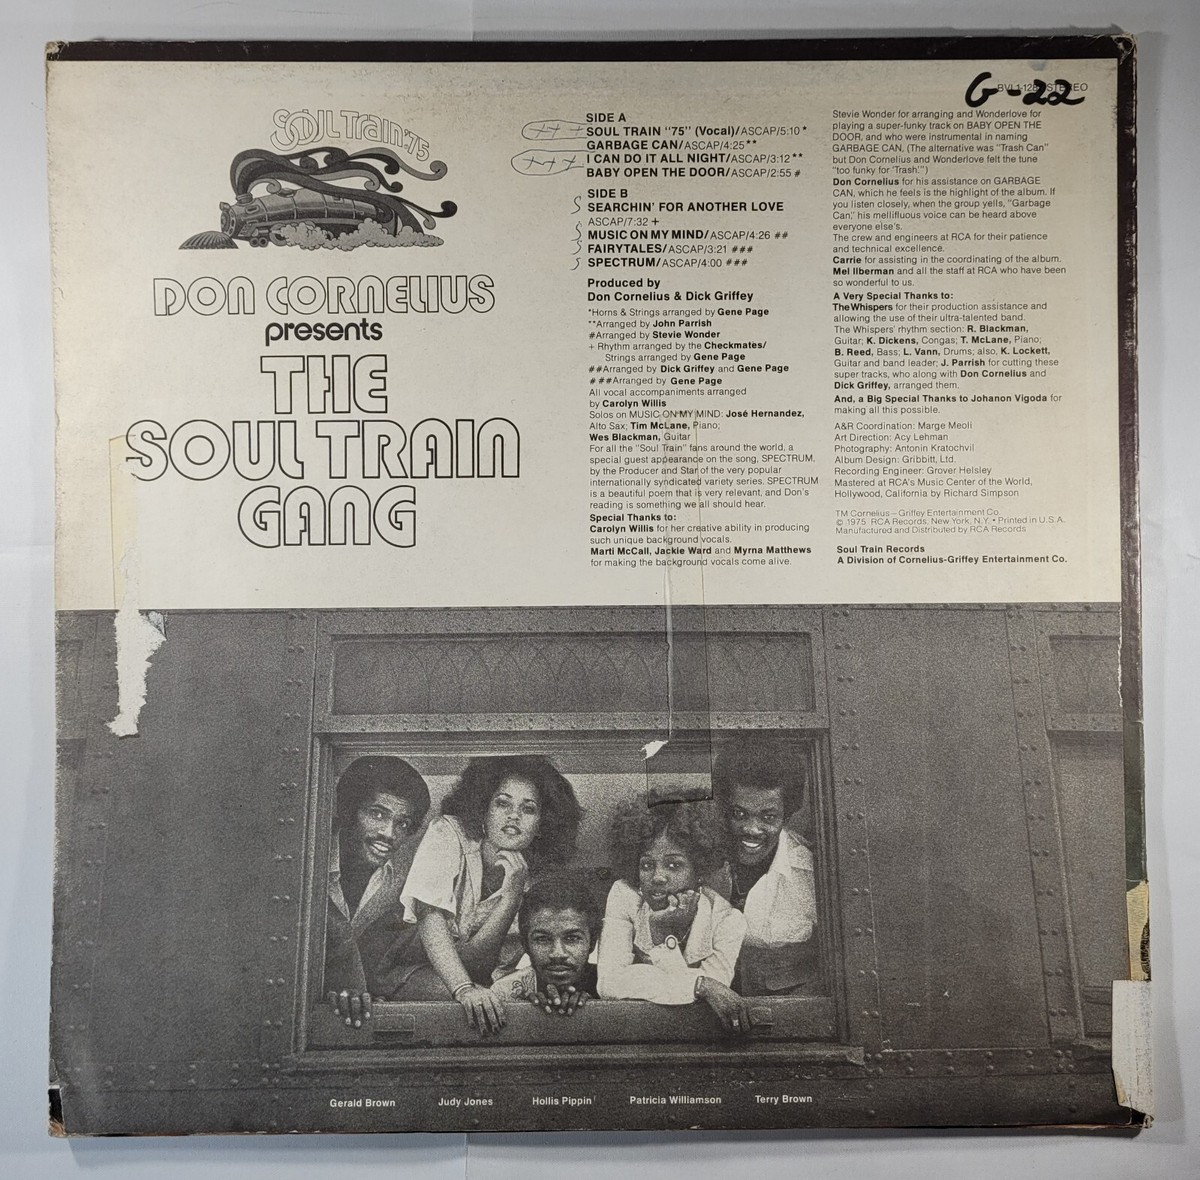 SOUL TRAIN '75
DON CORNELIUS
presents
THE
SOUL TRAIN
GANG
G-22
STEREO
SIDE A
SOUL TRAIN "75" (Vocal)/ASCAP/5:10 *
GARBAGE CAN/ASCAP/4:25 **
I CAN DO IT ALL NIGHT/ASCAP/3:12 **
BABY OPEN THE DOOR/ASCAP/2:55 #
SIDE B
SEARCHIN' FOR ANOTHER LOVE
ASCAP/7:32 +
MUSIC ON MY MIND/ASCAP/4:26 ##
FAIRYTALES/ASCAP/3:21 ###
SPECTRUM/ASCAP/4:00 ###
Produced by
Don Cornelius & Dick Griffey
*Horns & Strings arranged by Gene Page
**Arranged by John Parrish
#Arranged by Stevie Wonder
+ Rhythm arranged by the Checkmates/
Strings arranged by Gene Page
##Arranged by Dick Griffey and Gene Page
###Arranged by Gene Page
All vocal accompaniments arranged
by Carolyn Willis
Solos on MUSIC ON MY MIND: José Hernandez,
Alto Sax; Tim McLane, Piano;
Wes Blackman, Guitar
For all the "Soul Train" fans around the world, a
special guest appearance on the song, SPECTRUM,
by the Producer and Star of the very popular
internationally syndicated variety series. SPECTRUM
is a beautiful poem that is very relevant, and Don's
reading is something we all should hear.
Special Thanks to:
Carolyn Willis for her creative ability in producing
such unique background vocals.
Marti McCall, Jackie Ward and Myrna Matthews
for making the background vocals come alive.
Stevie Wonder for arranging and Wonderlove for
playing a super-funky track on BABY OPEN THE
DOOR, and who were instrumental in naming
GARBAGE CAN. (The alternative was "Trash Can"
but Don Cornelius and Wonderlove felt the tune
"too funky for 'Trash.'")
Don Cornelius for his assistance on GARBAGE
CAN, which he feels is the highlight of the album. If
you listen closely, when the group yells, "Garbage
Can," his mellifluous voice can be heard above
everyone else's.
The crew and engineers at RCA for their patience
and technical excellence.
Carrie for assisting in the coordinating of the album.
Mel Ilberman and all the staff at RCA who have been
so wonderful to us.
A Very Special Thanks to:
The Whispers for their production assistance and
allowing the use of their ultra-talented band.
The Whispers' rhythm section: R. Blackman,
Guitar; K. Dickens, Congas; T. McLane, Piano;
B. Reed, Bass; L. Vann, Drums; also, K. Lockett,
Guitar and band leader; J. Parrish for cutting these
super tracks, who along with Don Cornelius and
Dick Griffey, arranged them.
And, a Big Special Thanks to Johanon Vigoda for
making all this possible.
A&R Coordination: Marge Meoli
Art Direction: Acy Lehman
Photography: Antonin Kratochvil
Album Design: Gribbitt, Ltd.
Recording Engineer: Grover Helsley
Mastered at RCA's Music Center of the World,
Hollywood, California by Richard Simpson
TM Cornelius – Griffey Entertainment Co.
© 1975 RCA Records, New York, N.Y. • Printed in U.S.A.
Manufactured and Distributed by RCA Records
Soul Train Records
A Division of Cornelius-Griffey Entertainment Co.
Gerald Brown Judy Jones Hollis Pippin Patricia Williamson Terry Brown